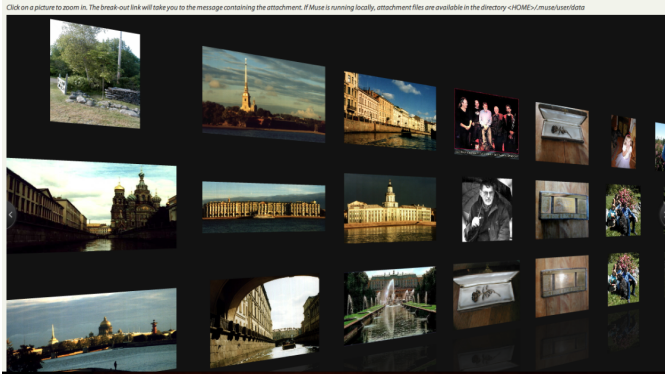 Click on a picture to zoom in. The break-out link will take you to the message containing the attachment. If Muse is running locally, attachment files are available in the directory <HOME>/.muse/user/data